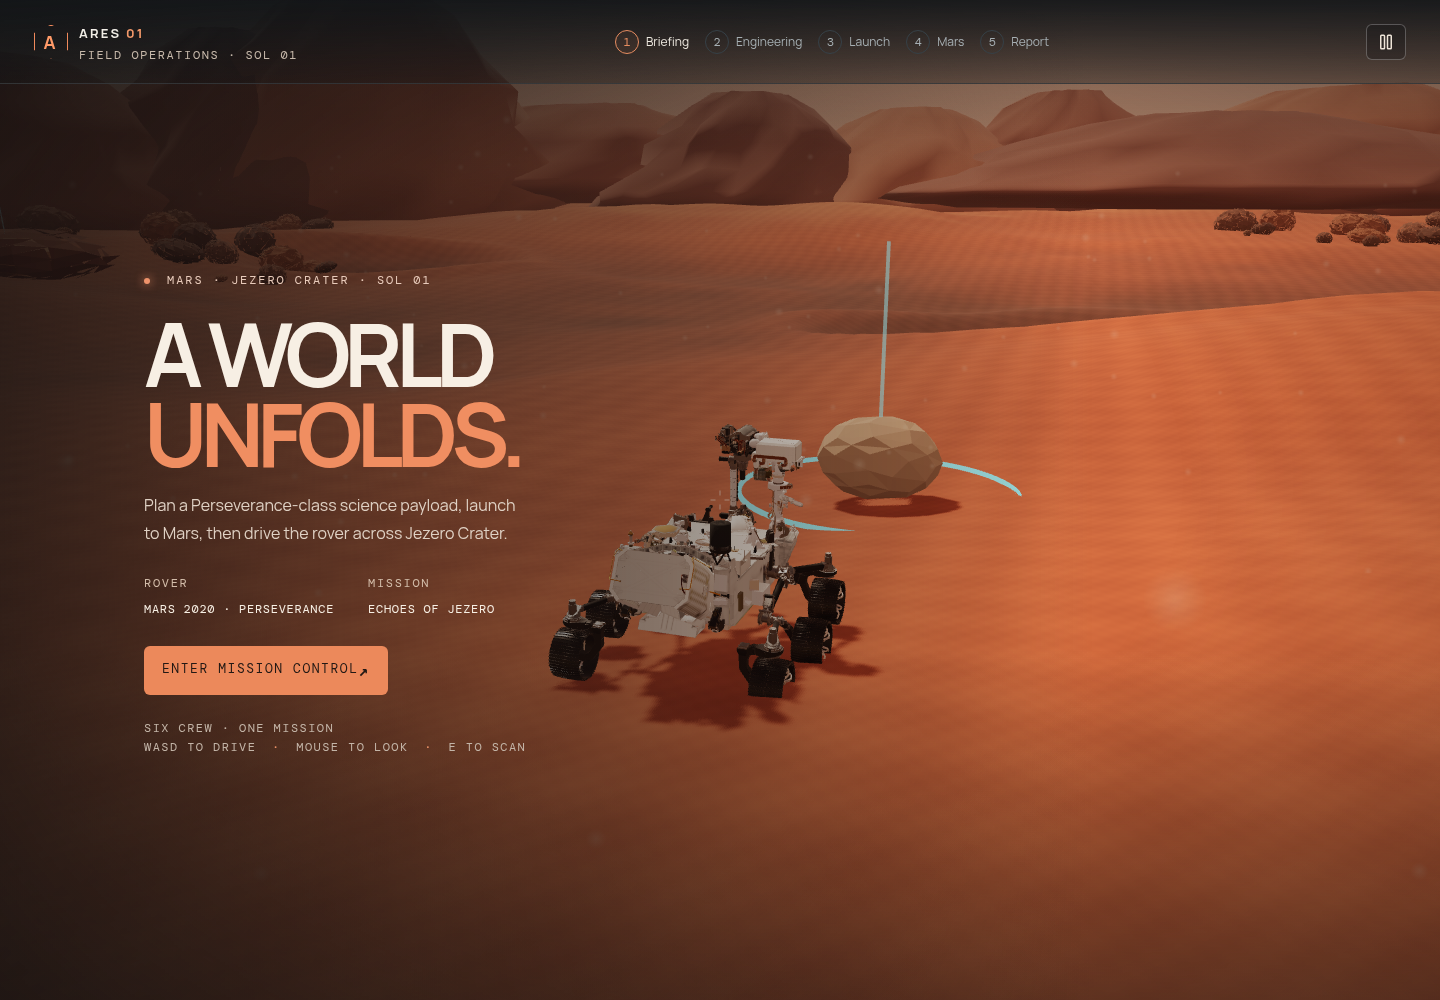 A
ARES 01
FIELD OPERATIONS · SOL 01
1 Briefing
2 Engineering
3 Launch
4 Mars
5 Report
MARS · JEZERO CRATER · SOL 01
A WORLD
UNFOLDS.
Plan a Perseverance-class science payload, launch
to Mars, then drive the rover across Jezero Crater.
ROVER
MARS 2020 · PERSEVERANCE
MISSION
ECHOES OF JEZERO
ENTER MISSION CONTROL↗
SIX CREW · ONE MISSION
WASD TO DRIVE · MOUSE TO LOOK · E TO SCAN